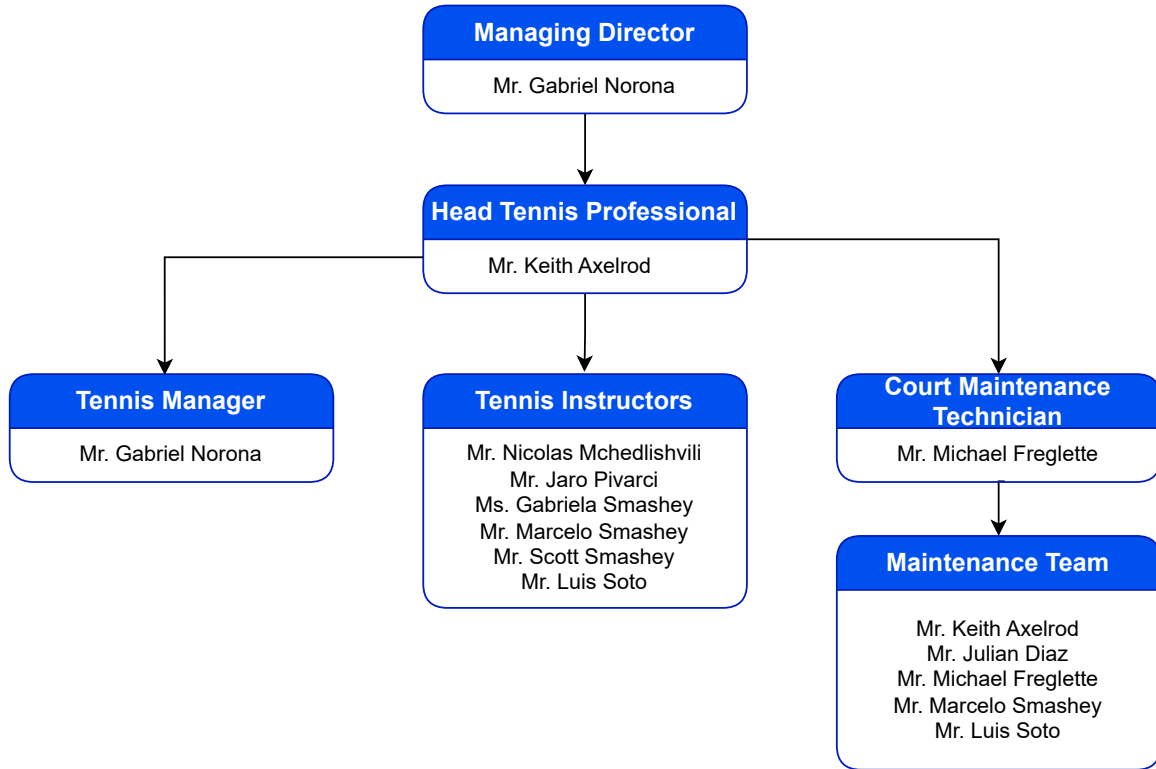 Managing Director
Mr. Gabriel Norona
Head Tennis Professional
Mr. Keith Axelrod
Tennis Manager
Mr. Gabriel Norona
Tennis Instructors
Mr. Nicolas Mchedlishvili
Mr. Jaro Pivarci
Ms. Gabriela Smashey
Mr. Marcelo Smashey
Mr. Scott Smashey
Mr. Luis Soto
Court Maintenance
Technician
Mr. Michael Freglette
Maintenance Team
Mr. Keith Axelrod
Mr. Julian Diaz
Mr. Michael Freglette
Mr. Marcelo Smashey
Mr. Luis Soto